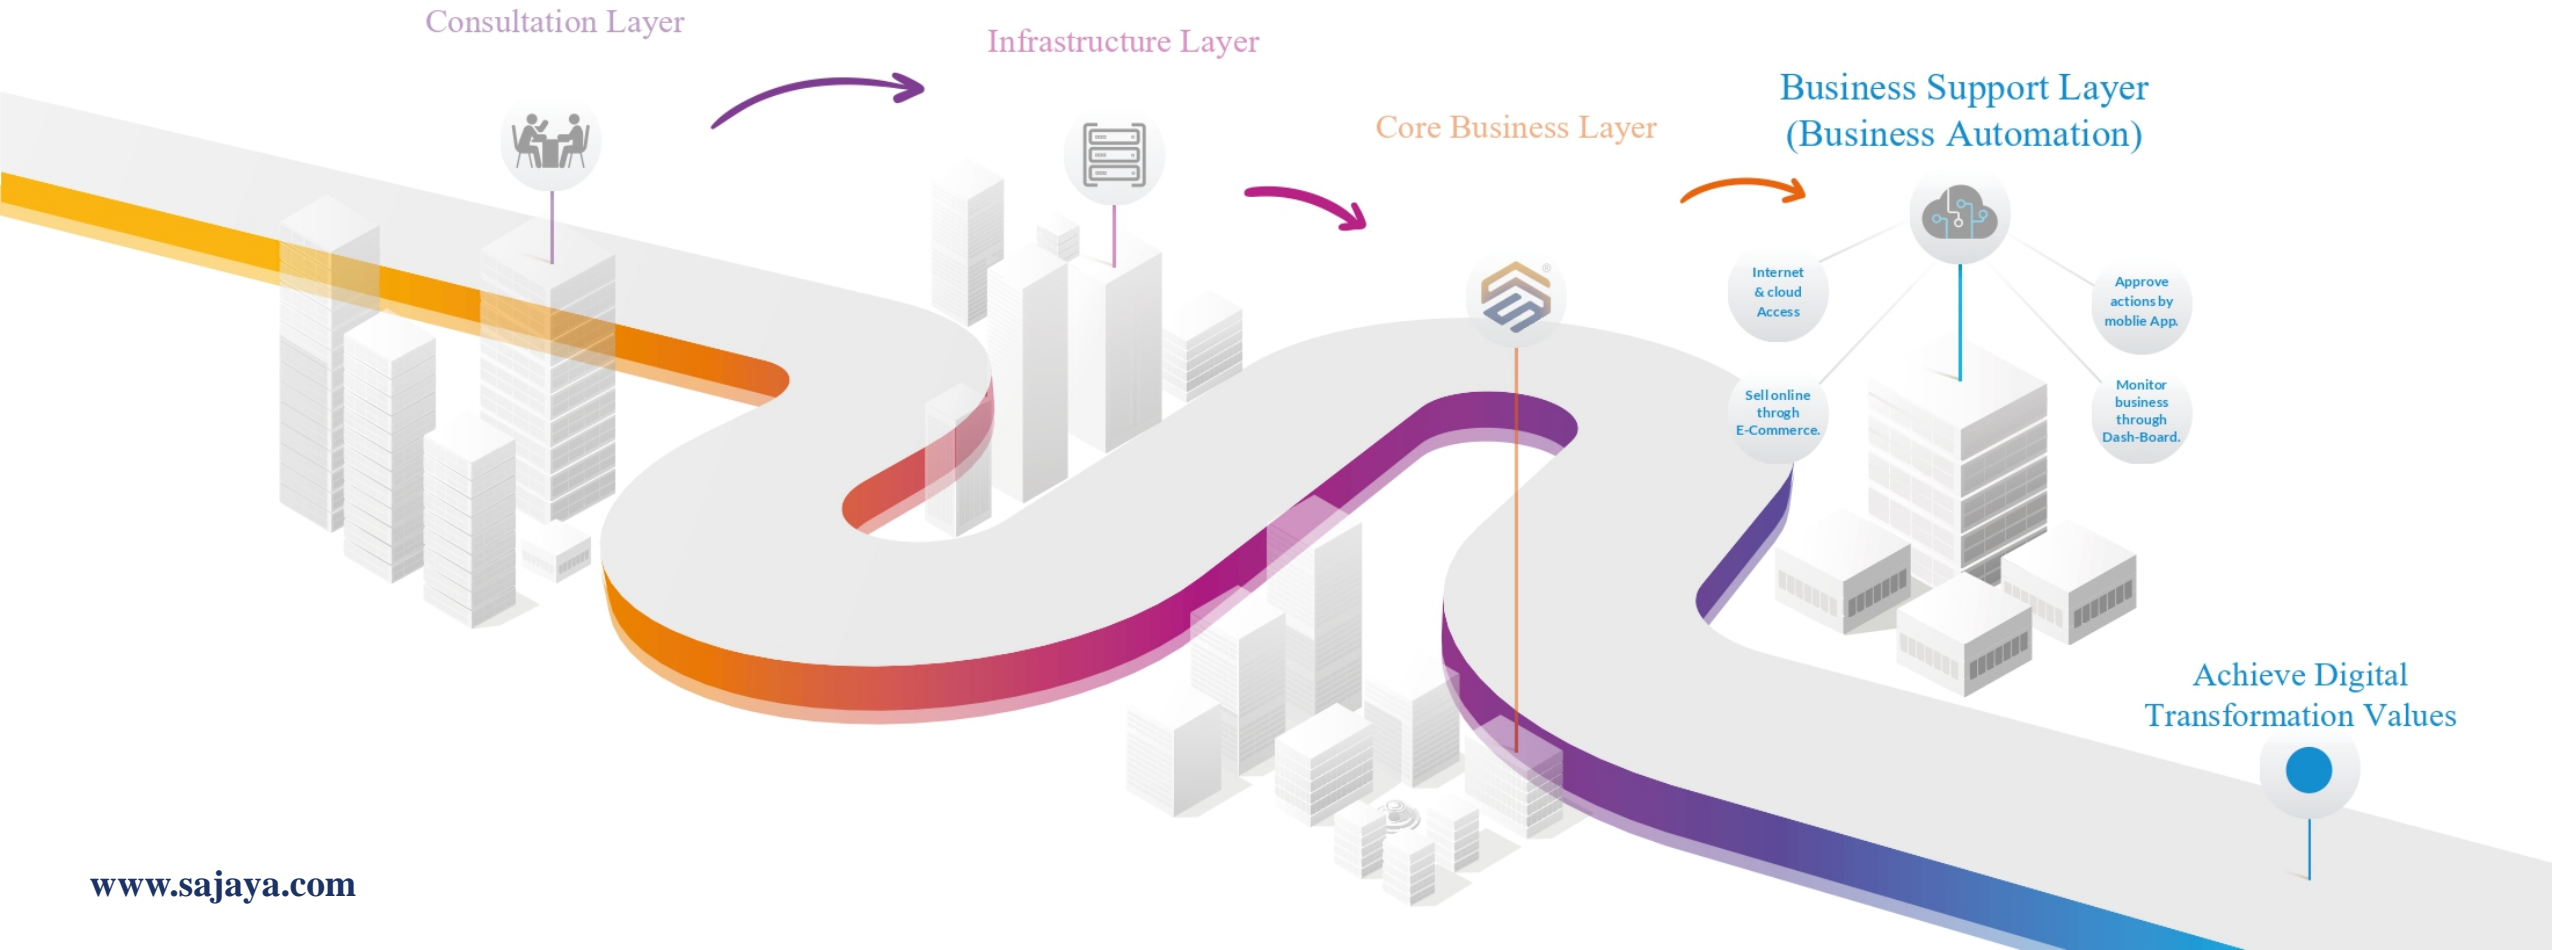 Consultation Layer
Infrastructure Layer
Core Business Layer
Business Support Layer
(Business Automation)
Internet
& cloud
Access
Sell online
throgh
E-Commerce.
Approve
actions by
moblie App.
Monitor
business
through
Dash-Board.
Achieve Digital
Transformation Values
www.sajaya.com